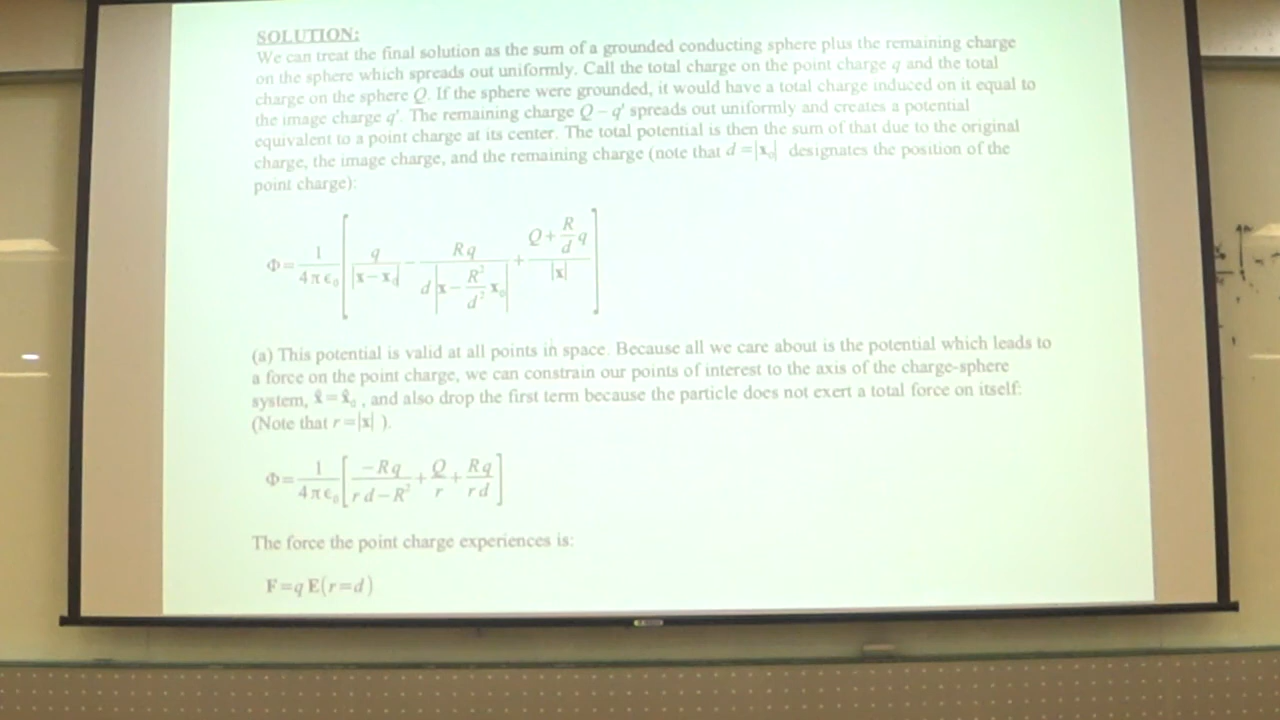 SOLUTION:
We can treat the final solution as the sum of a grounded conducting sphere plus the remaining charge
on the sphere which spreads out uniformly. Call the total charge on the point charge q and the total
charge on the sphere Q. If the sphere were grounded, it would have a total charge induced on it equal to
the image charge q'. The remaining charge Q – q' spreads out uniformly and creates a potential
equivalent to a point charge at its center. The total potential is then the sum of that due to the original
charge, the image charge, and the remaining charge (note that d = |x₀| designates the position of the
point charge):
Φ = 1/(4πϵ₀) [ q/|x−x₀| − Rq/(d|x − (R²/d²) x₀|) + (Q + (R/d) q)/|x| ]
(a) This potential is valid at all points in space. Because all we care about is the potential which leads to
a force on the point charge, we can constrain our points of interest to the axis of the charge-sphere
system, x̂ = x̂₀ , and also drop the first term because the particle does not exert a total force on itself:
(Note that r = |x| ).
Φ = 1/(4πϵ₀) [ −Rq/(r d − R²) + Q/r + Rq/(r d) ]
The force the point charge experiences is:
F = q E(r = d)